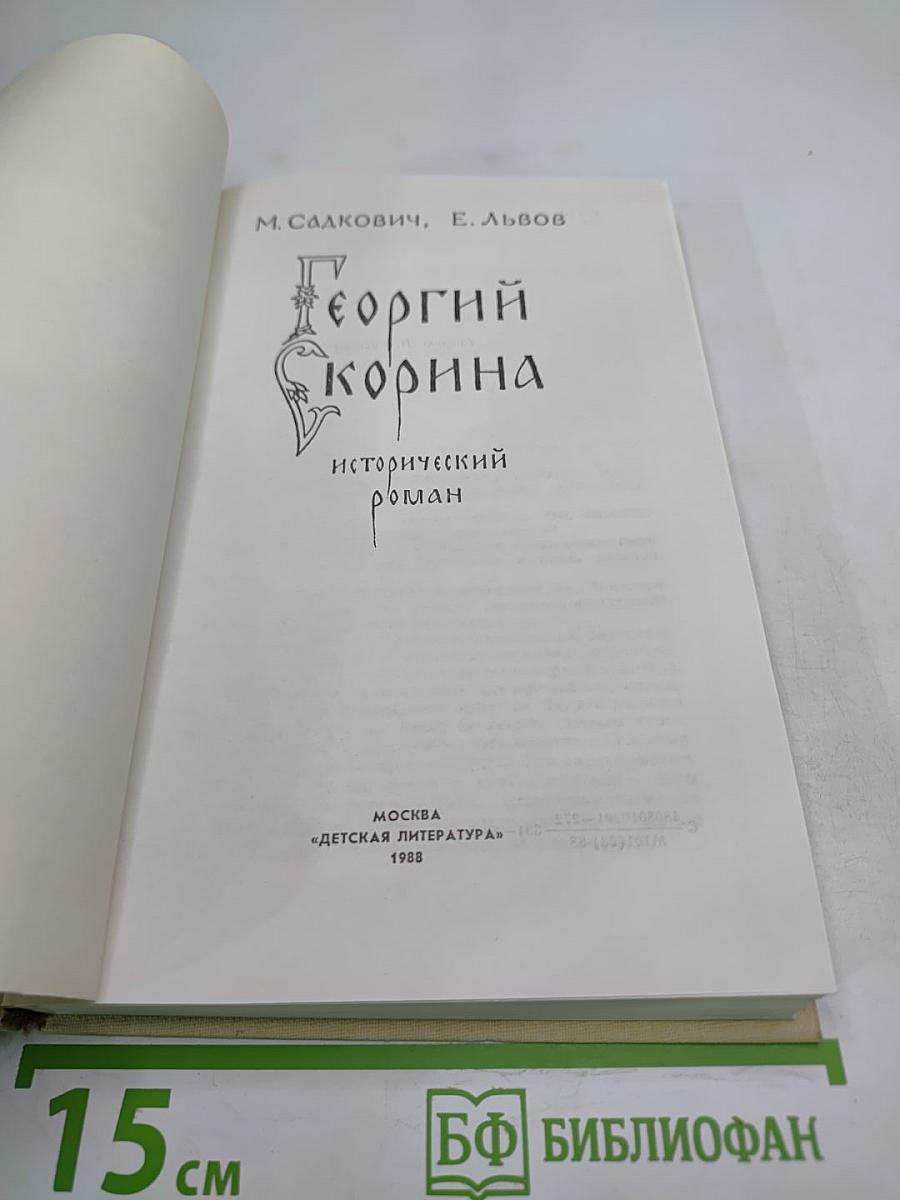 М. Садкович, Е. Львов
Георгий
Скорина
исторический
роман
МОСКВА
«ДЕТСКАЯ ЛИТЕРАТУРА»
1988
15 см
БФ БИБЛИОФАН